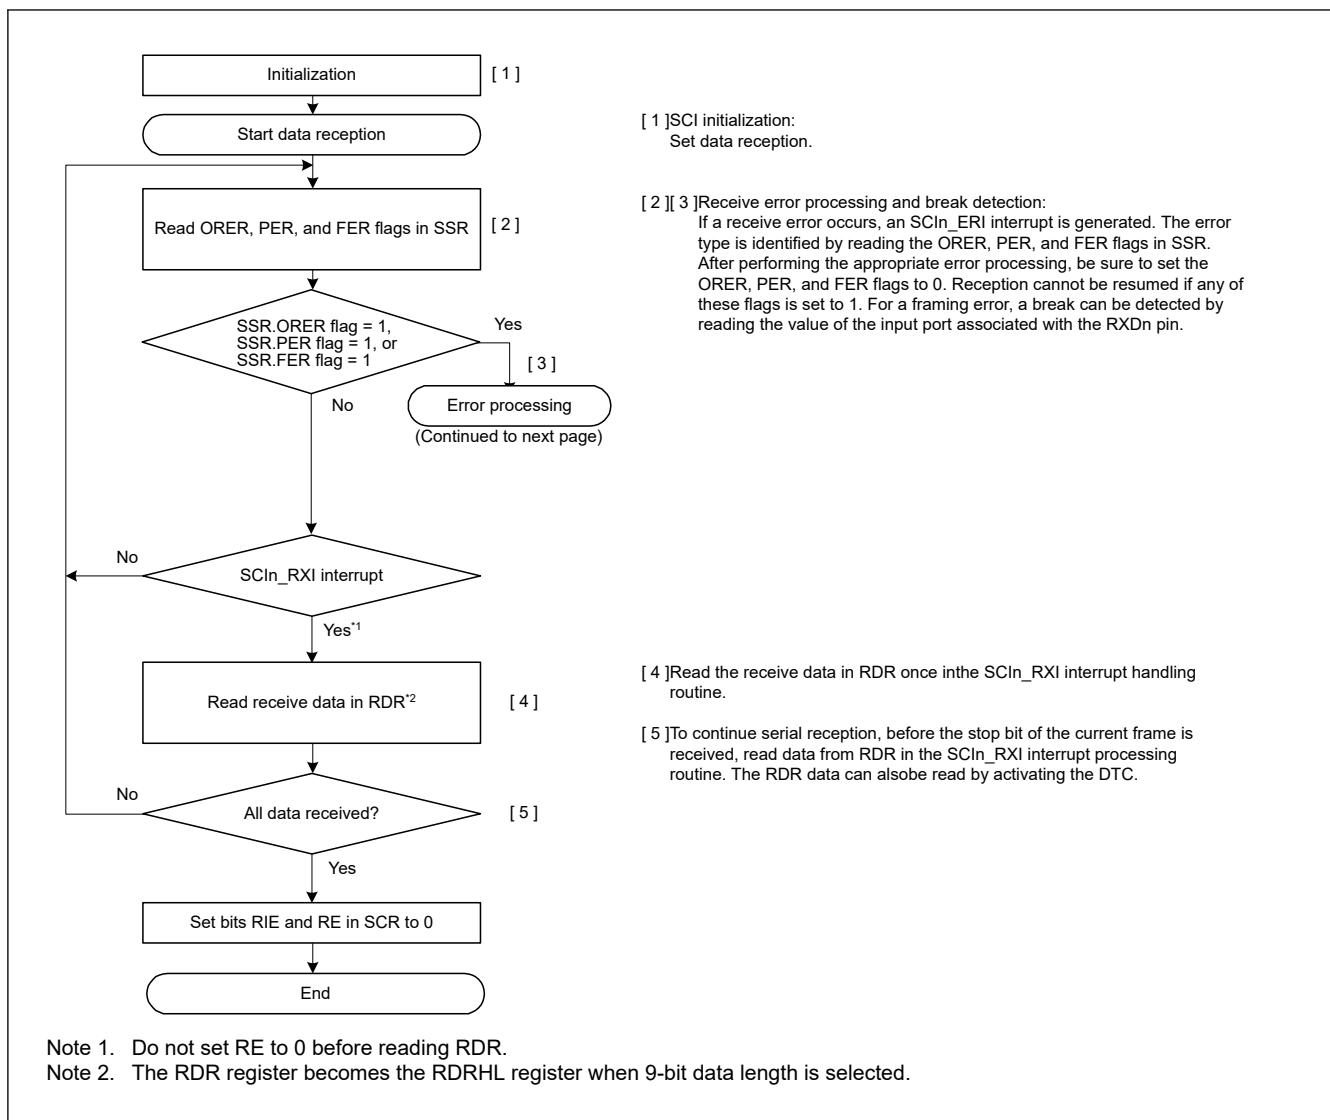 Initialization
[ 1 ]
Start data reception
[ 1 ]SCI initialization:
Set data reception.
Read ORER, PER, and FER flags in SSR
[ 2 ]
[ 2 ][ 3 ]Receive error processing and break detection:
If a receive error occurs, an SCIn_ERI interrupt is generated. The error
type is identified by reading the ORER, PER, and FER flags in SSR.
After performing the appropriate error processing, be sure to set the
ORER, PER, and FER flags to 0. Reception cannot be resumed if any of
these flags is set to 1. For a framing error, a break can be detected by
reading the value of the input port associated with the RXDn pin.
SSR.ORER flag = 1,
SSR.PER flag = 1, or
SSR.FER flag = 1
Yes
[ 3 ]
No
Error processing
(Continued to next page)
No
SCIn_RXI interrupt
Yes*1
Read receive data in RDR*2
[ 4 ]
[ 4 ]Read the receive data in RDR once inthe SCIn_RXI interrupt handling
routine.
[ 5 ]To continue serial reception, before the stop bit of the current frame is
received, read data from RDR in the SCIn_RXI interrupt processing
routine. The RDR data can alsobe read by activating the DTC.
No
All data received?
[ 5 ]
Yes
Set bits RIE and RE in SCR to 0
End
Note 1. Do not set RE to 0 before reading RDR.
Note 2. The RDR register becomes the RDRHL register when 9-bit data length is selected.